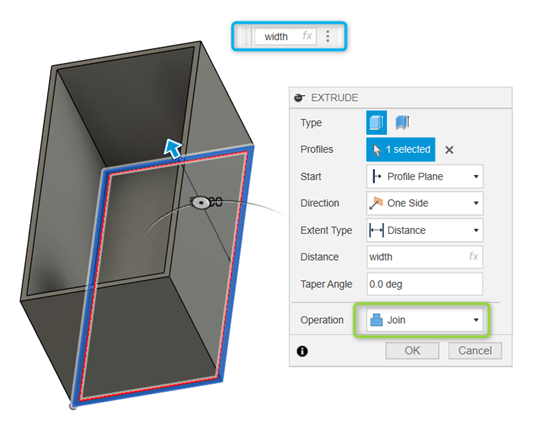 width fx
EXTRUDE
Type
Profiles 1 selected
Start Profile Plane
Direction One Side
Extent Type Distance
Distance width fx
Taper Angle 0.0 deg
Operation Join
OK Cancel